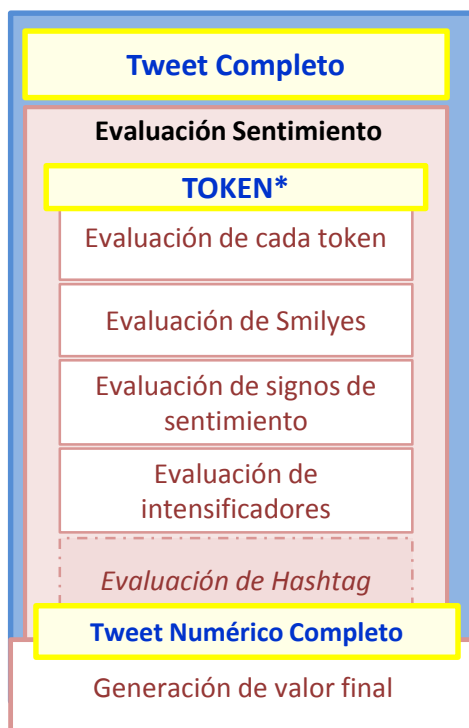 Tweet Completo
Evaluación Sentimiento
TOKEN*
Evaluación de cada token
Evaluación de Smilyes
Evaluación de signos de
sentimiento
Evaluación de
intensificadores
Evaluación de Hashtag
Tweet Numérico Completo
Generación de valor final